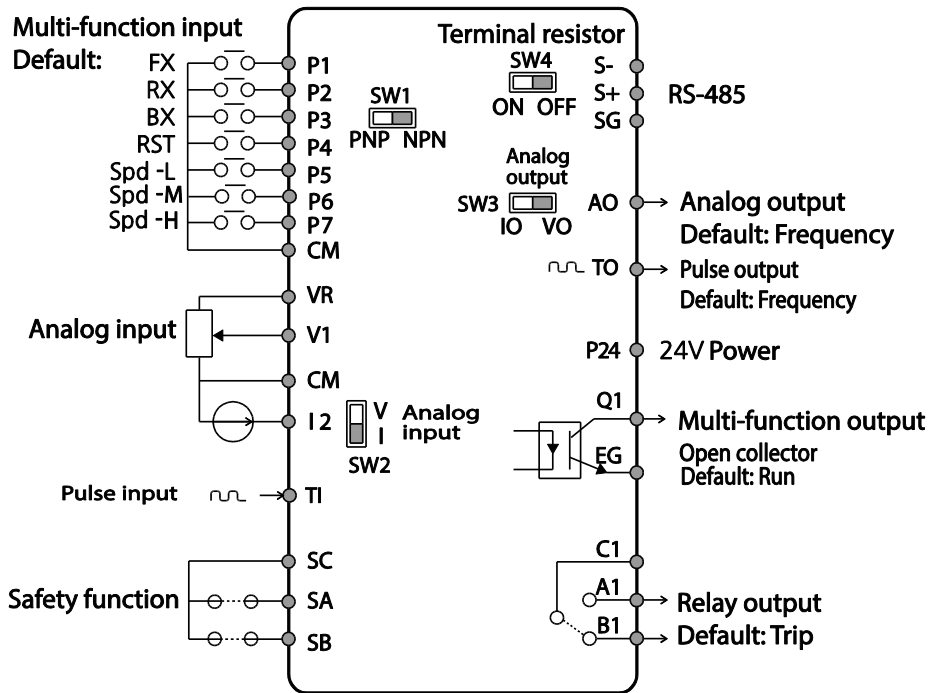 Multi-function input
Default:
FX
RX
BX
RST
Spd -L
Spd -M
Spd -H
P1
P2
P3
P4
P5
P6
P7
CM
SW1
PNP NPN
Terminal resistor
SW4
ON OFF
S-
S+
SG
RS-485
Analog
output
SW3
IO VO
AO
Analog output
Default: Frequency
TO
Pulse output
Default: Frequency
Analog input
VR
V1
CM
I 2
V
I
SW2
Analog
input
P24
24V Power
Q1
EG
Multi-function output
Open collector
Default: Run
Pulse input
TI
Safety function
SC
SA
SB
C1
A1
B1
Relay output
Default: Trip